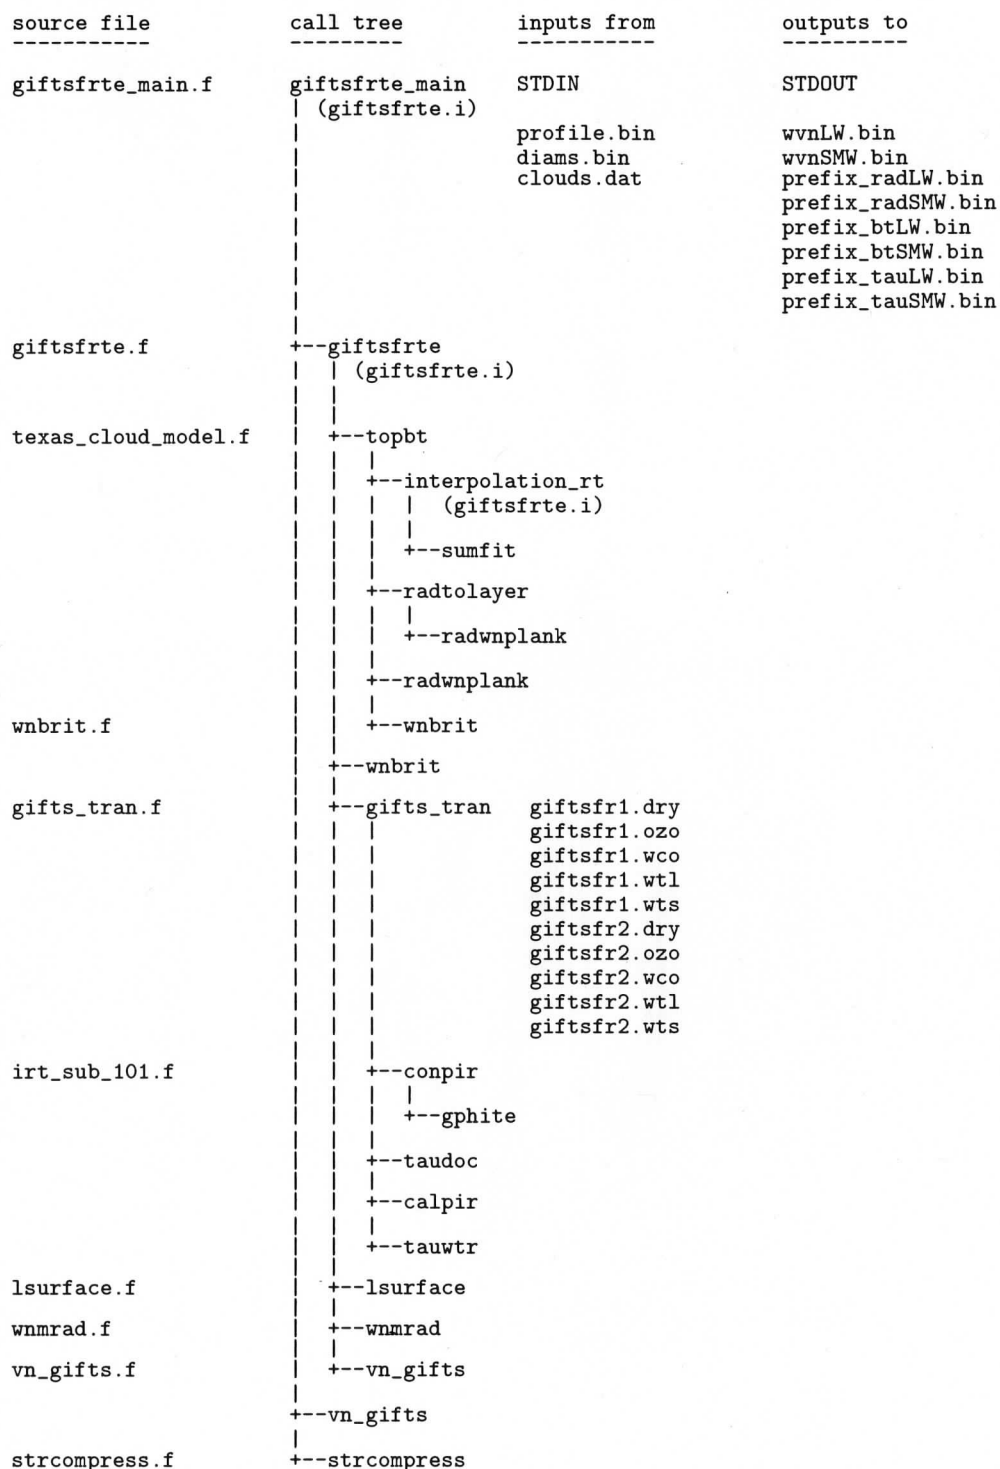 source file call tree inputs from outputs to
----------- --------- ----------- ----------
giftsfrte_main.f giftsfrte_main STDIN STDOUT
| (giftsfrte.i)
| profile.bin wvnLW.bin
| diams.bin wvnSMW.bin
| clouds.dat prefix_radLW.bin
| prefix_radSMW.bin
| prefix_btLW.bin
| prefix_btSMW.bin
| prefix_tauLW.bin
| prefix_tauSMW.bin
|
giftsfrte.f +--giftsfrte
| | (giftsfrte.i)
| |
| |
texas_cloud_model.f | +--topbt
| | |
| | +--interpolation_rt
| | | | (giftsfrte.i)
| | | |
| | | +--sumfit
| | |
| | +--radtolayer
| | | |
| | | +--radwnplank
| | |
| | +--radwnplank
| | |
wnbrit.f | | +--wnbrit
| |
| +--wnbrit
| |
gifts_tran.f | +--gifts_tran giftsfr1.dry
| | | giftsfr1.ozo
| | | giftsfr1.wco
| | | giftsfr1.wtl
| | | giftsfr1.wts
| | | giftsfr2.dry
| | | giftsfr2.ozo
| | | giftsfr2.wco
| | | giftsfr2.wtl
| | | giftsfr2.wts
| | |
irt_sub_101.f | | +--conpir
| | | |
| | | +--gphite
| | |
| | +--taudoc
| | |
| | +--calpir
| | |
| | +--tauwtr
| |
lsurface.f | +--lsurface
| |
wnmrad.f | +--wnmrad
| |
vn_gifts.f | +--vn_gifts
|
+--vn_gifts
|
strcompress.f +--strcompress